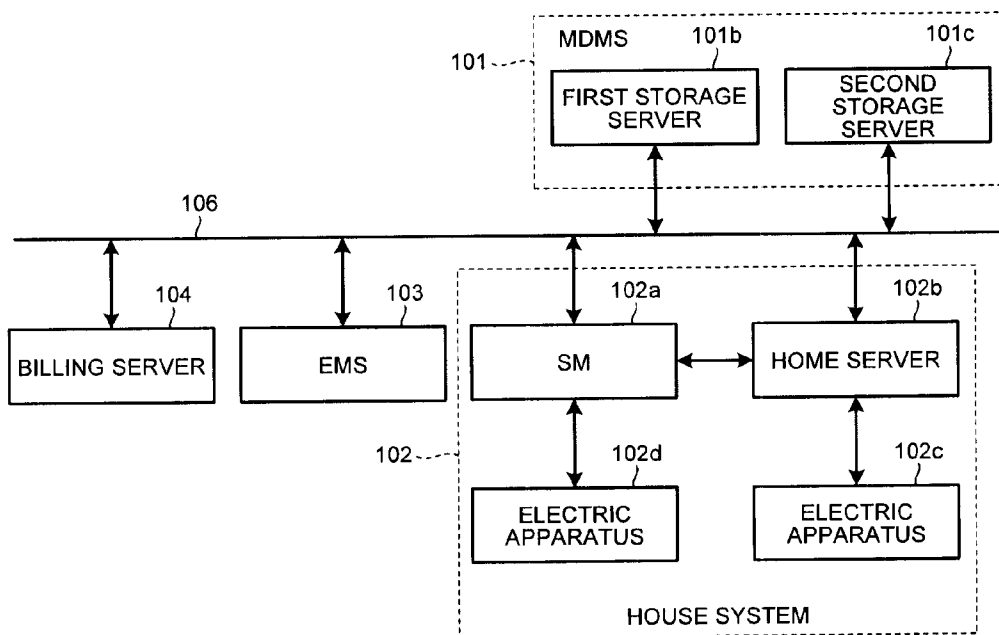 101
MDMS
101b
FIRST STORAGE
SERVER
101c
SECOND
STORAGE
SERVER
106
104
BILLING SERVER
103
EMS
102
102a
SM
102b
HOME SERVER
102d
ELECTRIC
APPARATUS
102c
ELECTRIC
APPARATUS
HOUSE SYSTEM